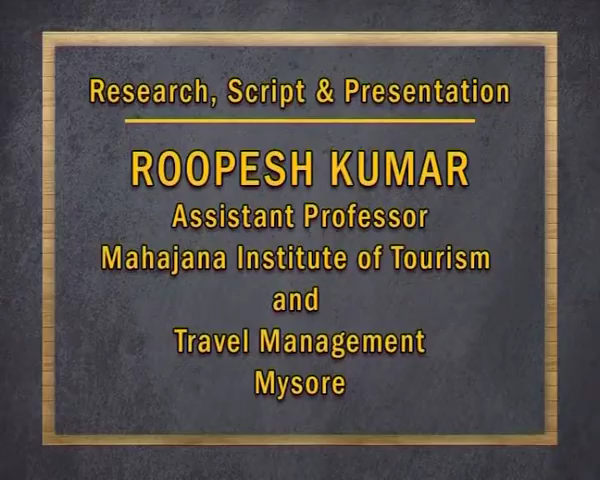 Research, Script & Presentation
ROOPESH KUMAR
Assistant Professor
Mahajana Institute of Tourism
and
Travel Management
Mysore